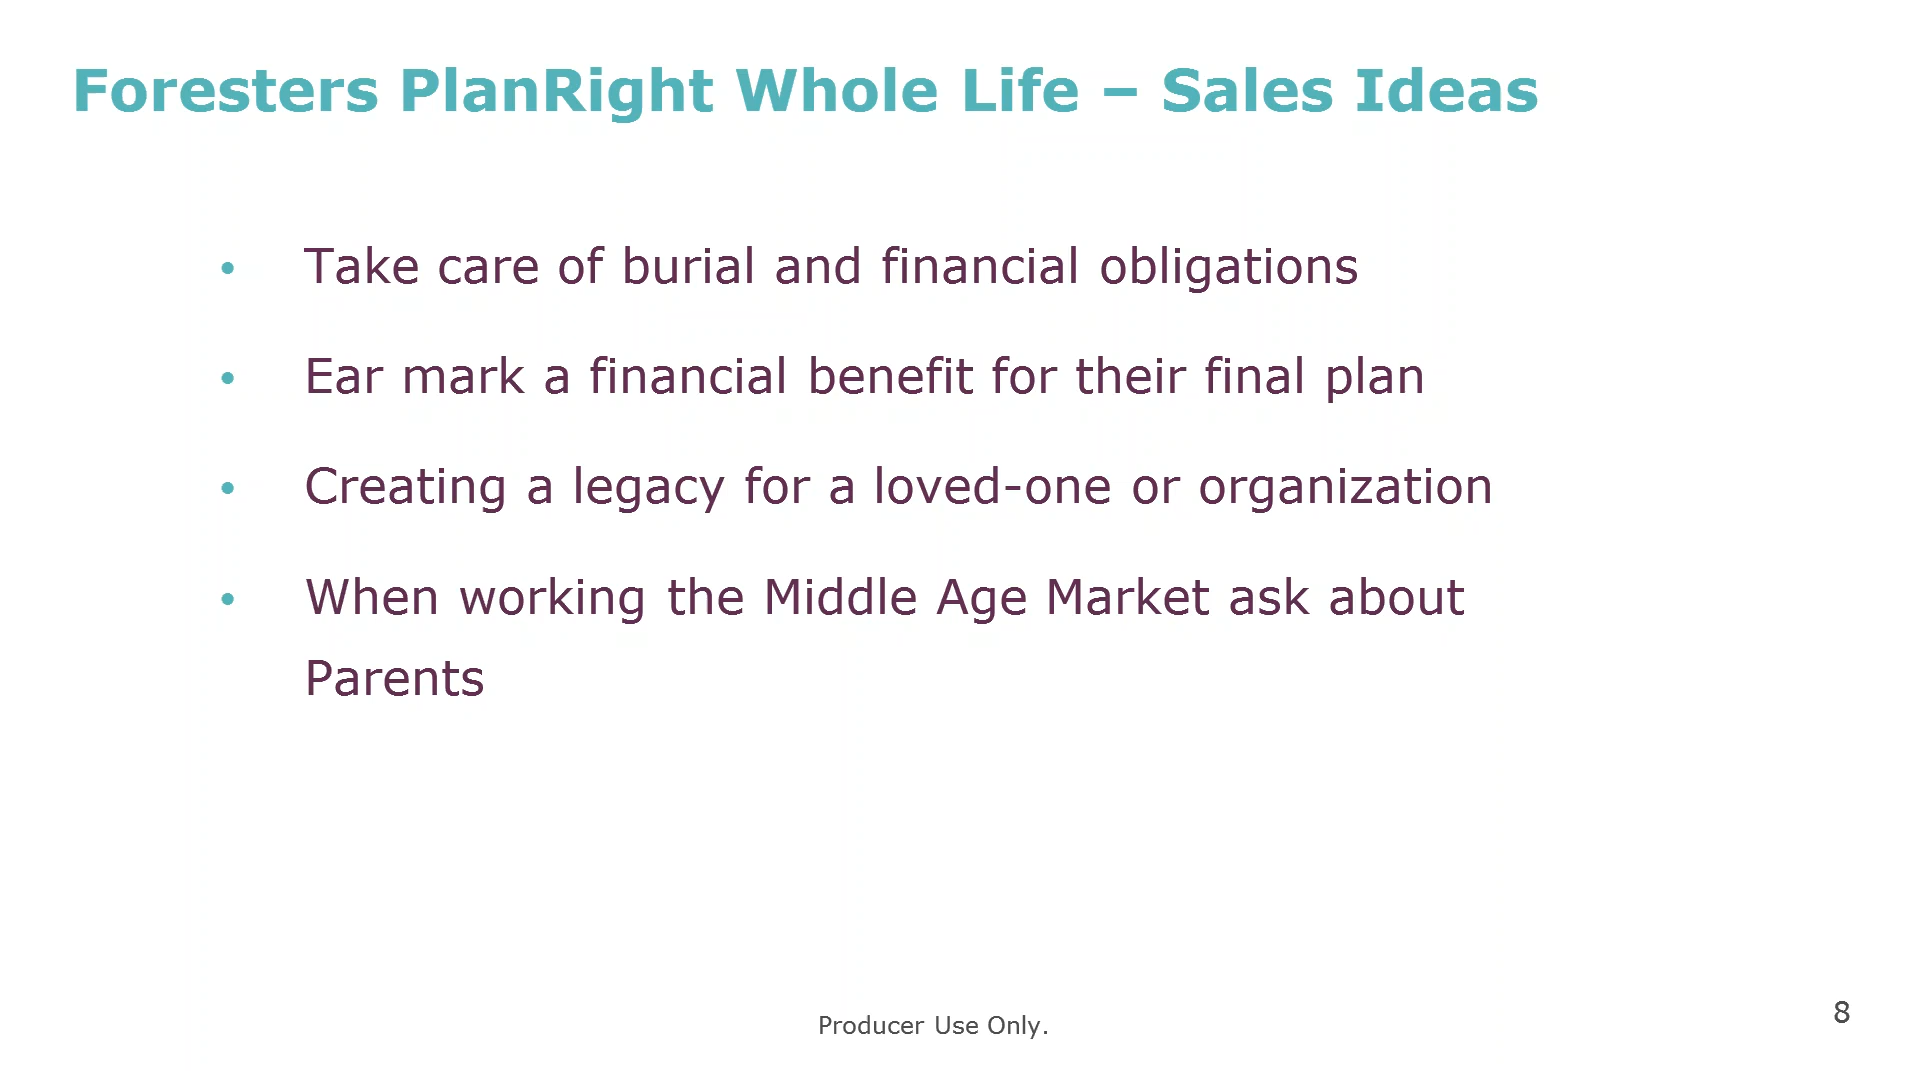 Foresters PlanRight Whole Life – Sales Ideas
• Take care of burial and financial obligations
• Ear mark a financial benefit for their final plan
• Creating a legacy for a loved-one or organization
• When working the Middle Age Market ask about
Parents
Producer Use Only.
8